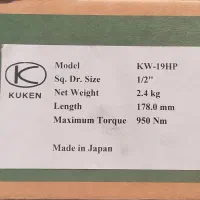 Model KW-19HP
Sq. Dr. Size 1/2"
Net Weight 2.4 kg
Length 178.0 mm
Maximum Torque 950 Nm
Made in Japan
K
KUKEN